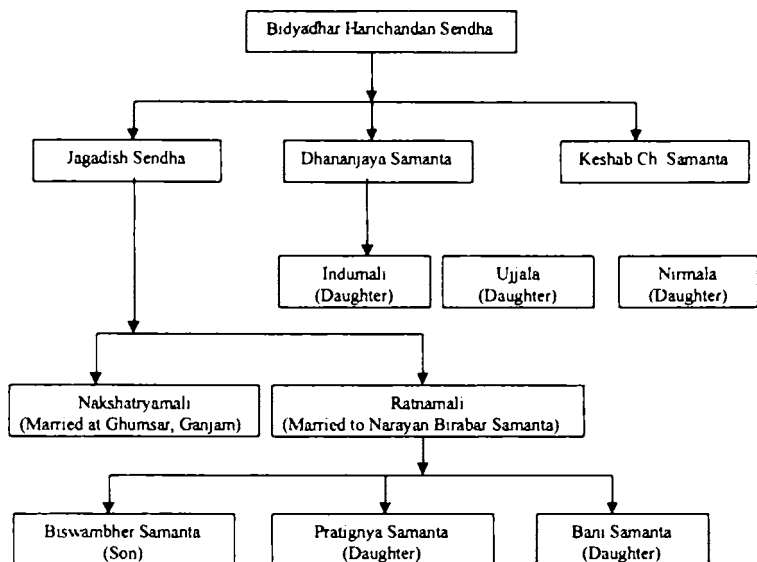 Bidyadhar Harichandan Sendha
Jagadish Sendha
Dhananjaya Samanta
Keshab Ch Samanta
Indumali
(Daughter)
Ujjala
(Daughter)
Nirmala
(Daughter)
Nakshatryamali
(Married at Ghumsar, Ganjam)
Ratnamali
(Married to Narayan Birabar Samanta)
Biswambher Samanta
(Son)
Pratignya Samanta
(Daughter)
Bani Samanta
(Daughter)